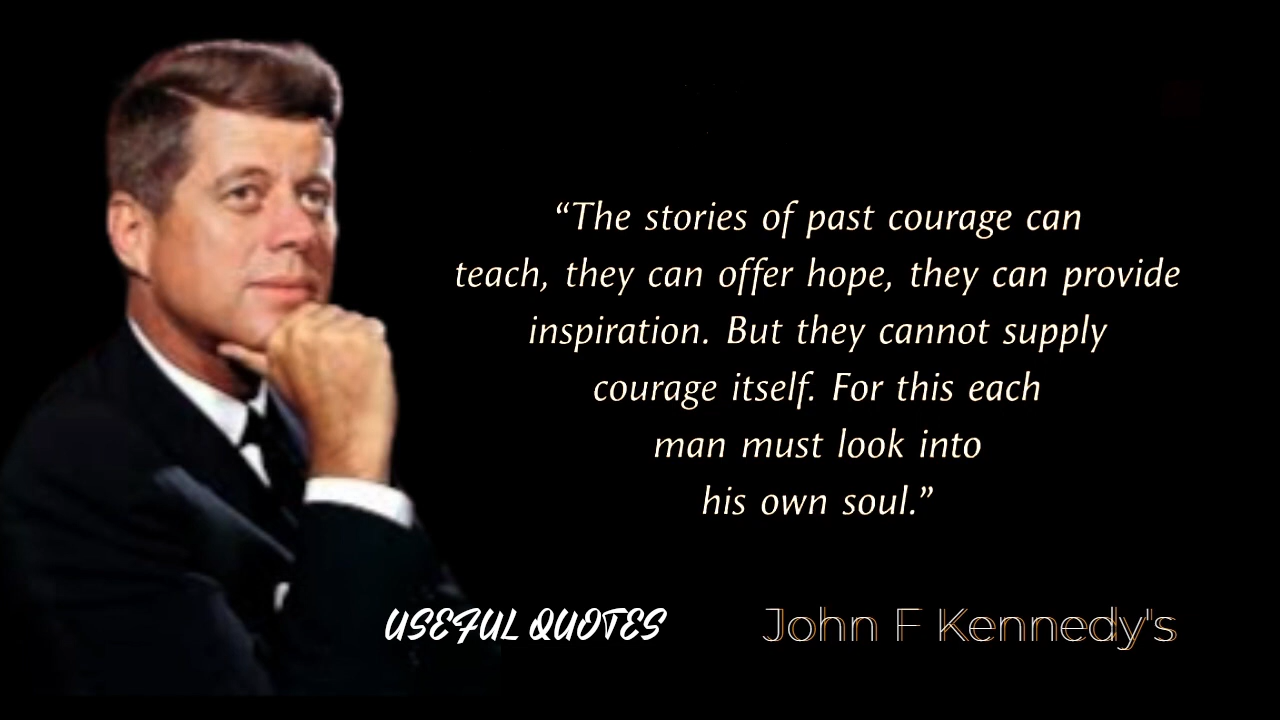 “The stories of past courage can
teach, they can offer hope, they can provide
inspiration. But they cannot supply
courage itself. For this each
man must look into
his own soul.”
USEFUL QUOTES
John F Kennedy's